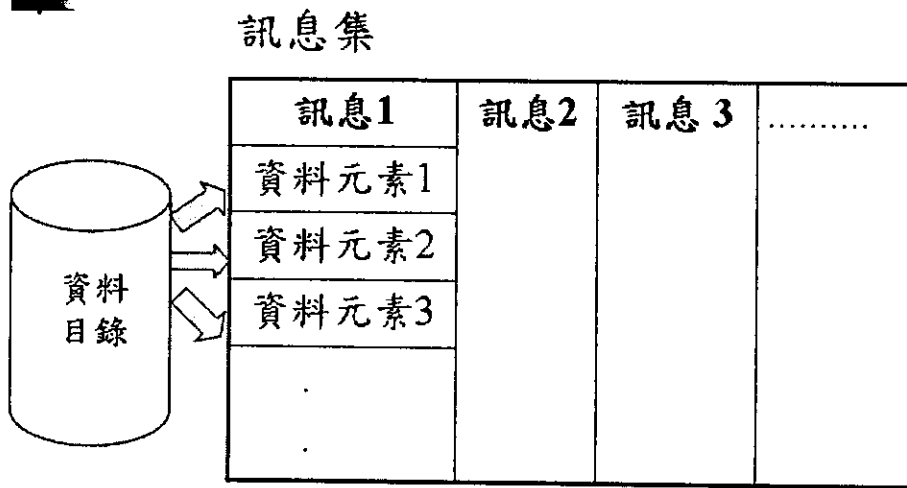 訊息集
訊息1 訊息2 訊息 3 ..........
資料元素1
資料元素2
資料元素3
.
.
資料
目錄